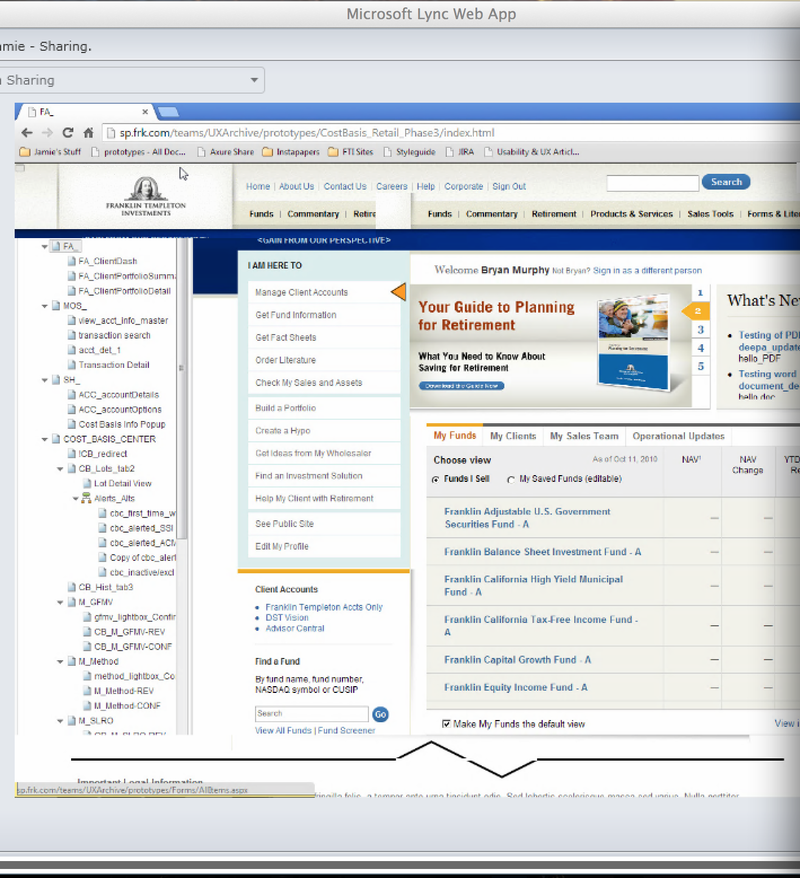 Microsoft Lync Web App
amie - Sharing.
Sharing
FA_
sp.frk.com/teams/UXArchive/prototypes/CostBasis_Retail_Phase3/index.html
Jamie's Stuff
prototypes - All Doc...
Axure Share
Instapapers
FTI Sites
Styleguide
JIRA
Usability & UX Articl...
FRANKLIN TEMPLETON
INVESTMENTS
Home | About Us | Contact Us | Careers | Help | Corporate | Sign Out
Search
Funds | Commentary | Retire
Funds | Commentary | Retirement | Products & Services | Sales Tools | Forms & Lite
<GAIN FROM OUR PERSPECTIVE>
FA_
FA_ClientDash
FA_ClientPortfolioSumm
FA_ClientPortfolioDetail
MOS_
view_acct_info_master
transaction search
acct_det_1
Transaction Detail
SH_
ACC_accountDetails
ACC_accountOptions
Cost Basis Info Popup
COST_BASIS_CENTER
!CB_redirect
CB_Lots_tab2
Lot Detail View
Alerts_Alts
cbc_first_time_w
cbc_alerted_SSI
cbc_alerted_ACM
Copy of cbc_alert
cbc_inactive/excl
CB_Hist_tab3
M_GFMV
gfmv_lightbox_Confir
CB_M_GFMV-REV
CB_M_GFMV-CONF
M_Method
method_lightbox_Co
M_Method-REV
M_Method-CONF
M_SLRO
CB_M_SLRO-REV
I AM HERE TO
Manage Client Accounts
Get Fund Information
Get Fact Sheets
Order Literature
Check My Sales and Assets
Build a Portfolio
Create a Hypo
Get Ideas from My Wholesaler
Find an Investment Solution
Help My Client with Retirement
See Public Site
Edit My Profile
Client Accounts
Franklin Templeton Accts Only
DST Vision
Advisor Central
Find a Fund
By fund name, fund number,
NASDAQ symbol or CUSIP
Search
Go
View All Funds | Fund Screener
Welcome Bryan Murphy Not Bryan? Sign in as a different person
Your Guide to Planning
for Retirement
What You Need to Know About
Saving for Retirement
Download the Guide Now
1
2
3
4
5
What's Ne
Testing of PD
deepa_update
hello_PDF
Testing word
document_de
hello doc
My Funds
My Clients
My Sales Team
Operational Updates
Choose view
As of Oct 11, 2010
Funds I Sell
My Saved Funds (editable)
NAV¹
NAV
Change
YTD
Re
Franklin Adjustable U.S. Government
Securities Fund - A
— —
Franklin Balance Sheet Investment Fund - A
— —
Franklin California High Yield Municipal
Fund - A
— —
Franklin California Tax-Free Income Fund -
A
— —
Franklin Capital Growth Fund - A
— —
Franklin Equity Income Fund - A
— —
Make My Funds the default view
View i
Important Legal Information
sp.frk.com/teams/UXArchive/prototypes/Forms/AllItems.aspx